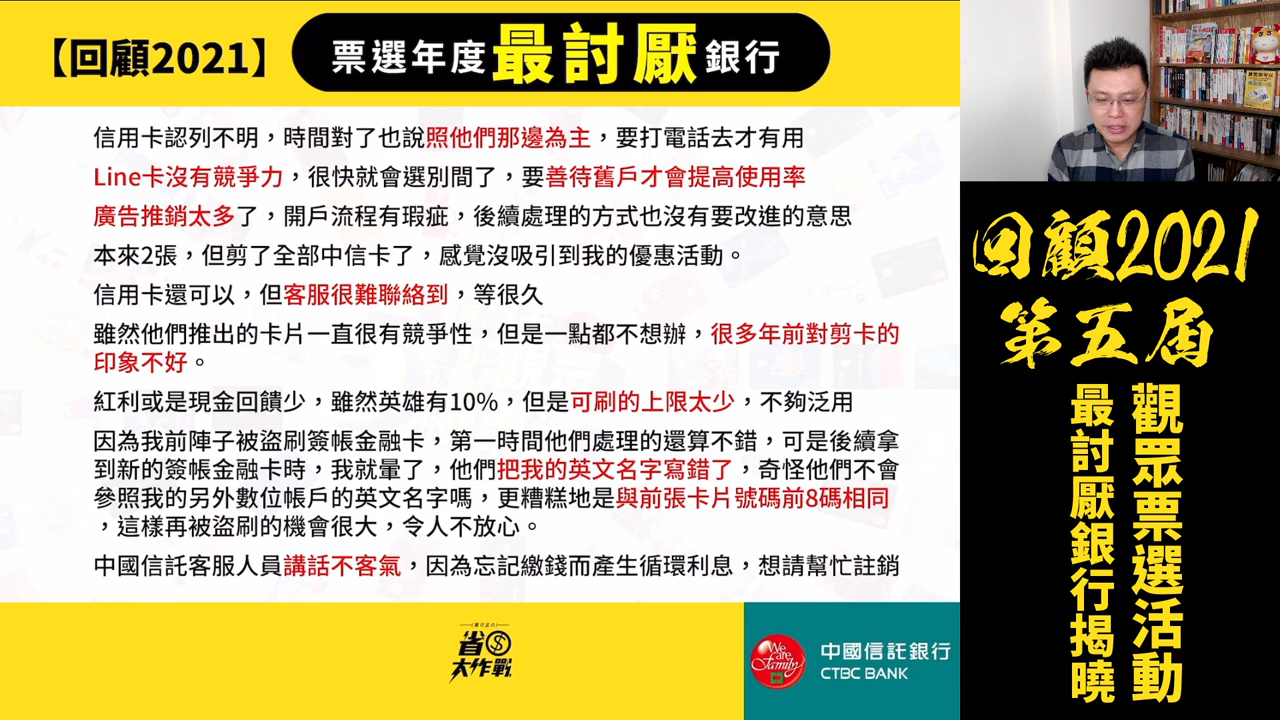 【回顧2021】
票選年度最討厭銀行
信用卡認列不明，時間對了也說照他們那邊為主，要打電話去才有用
Line卡沒有競爭力，很快就會選別間了，要善待舊戶才會提高使用率
廣告推銷太多了，開戶流程有瑕疵，後續處理的方式也沒有要改進的意思
本來2張，但剪了全部中信卡了，感覺沒吸引到我的優惠活動。
信用卡還可以，但客服很難聯絡到，等很久
雖然他們推出的卡片一直很有競爭性，但是一點都不想辦，很多年前對剪卡的
印象不好。
紅利或是現金回饋少，雖然英雄有10%，但是可刷的上限太少，不夠泛用
因為我前陣子被盜刷簽帳金融卡，第一時間他們處理的還算不錯，可是後續拿
到新的簽帳金融卡時，我就暈了，他們把我的英文名字寫錯了，奇怪他們不會
參照我的另外數位帳戶的英文名字嗎，更糟糕地是與前張卡片號碼前8碼相同
，這樣再被盜刷的機會很大，令人不放心。
中國信託客服人員講話不客氣，因為忘記繳錢而產生循環利息，想請幫忙註銷
省
大作戰
We are Family
中國信託銀行
CTBC BANK
回顧2021
第五屆
觀眾票選活動
最討厭銀行揭曉